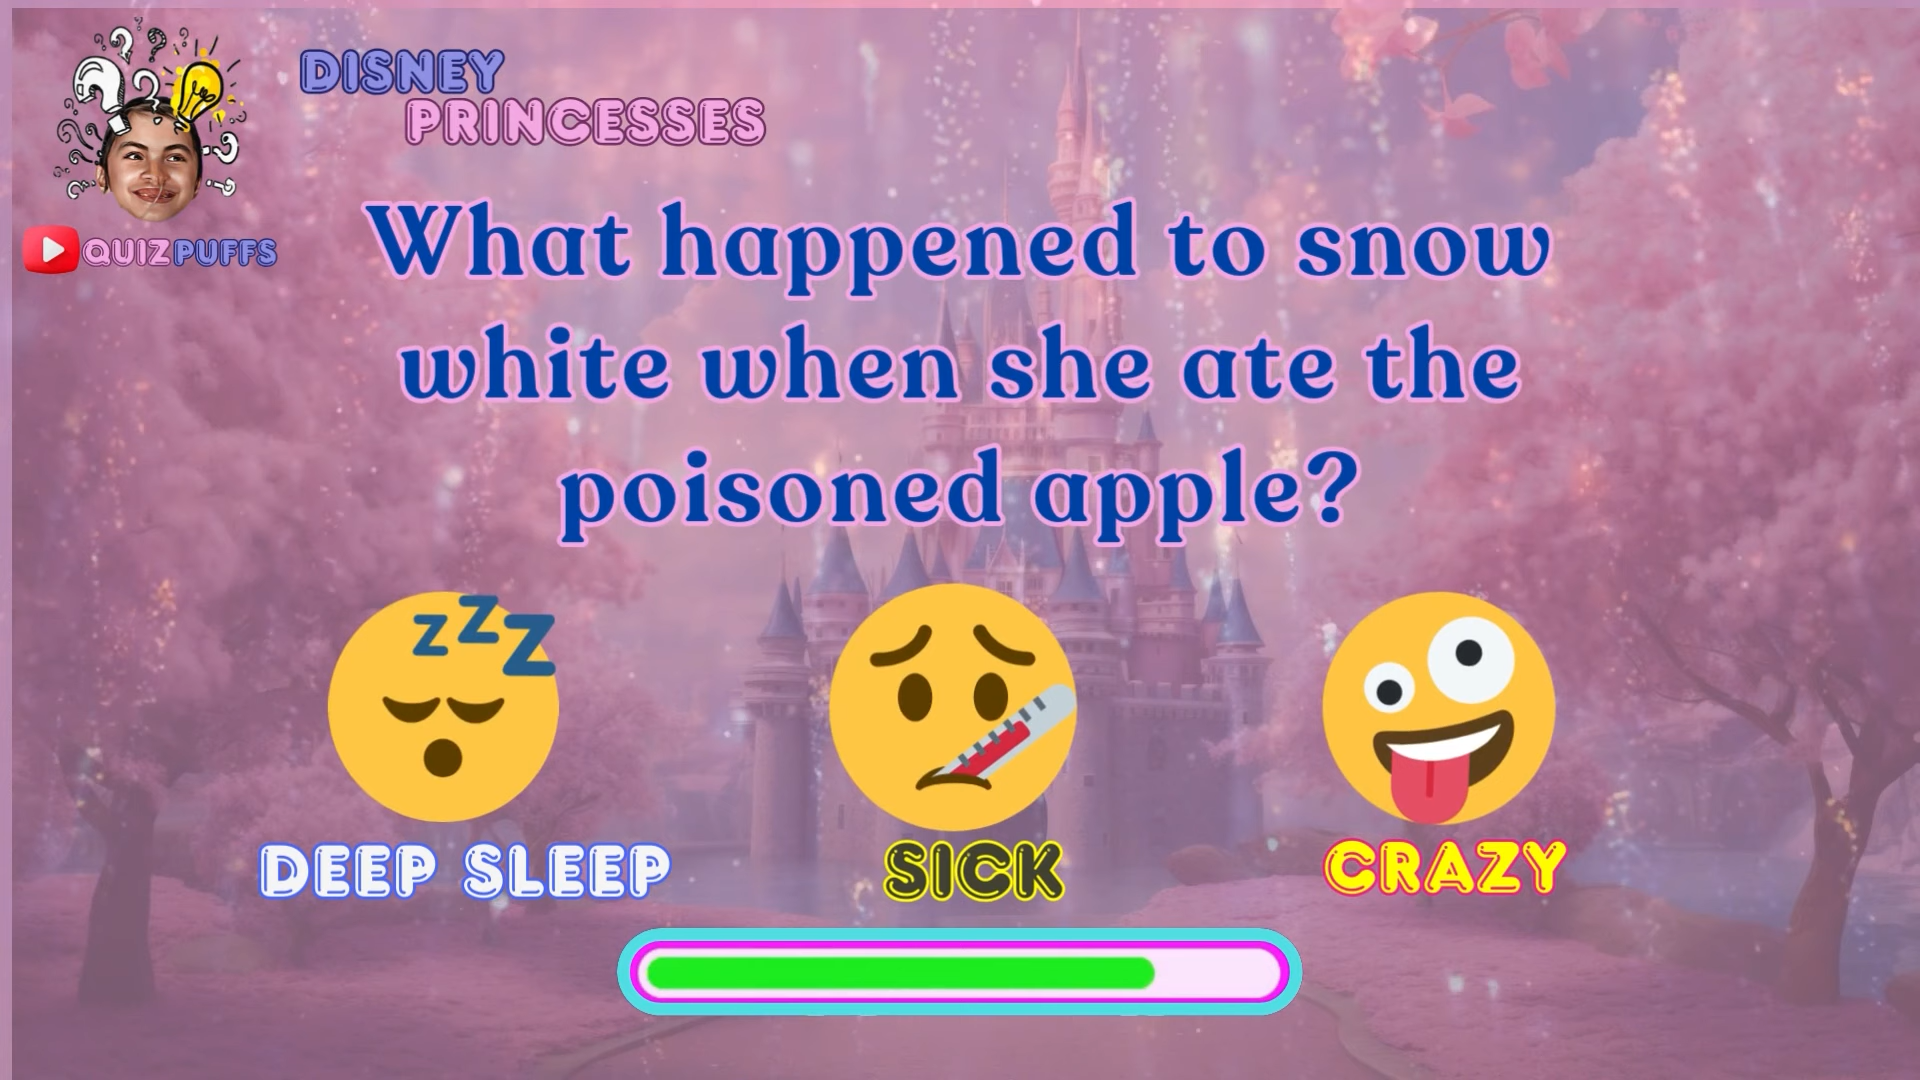 DISNEY
PRINCESSES
QUIZPUFFS
What happened to snow
white when she ate the
poisoned apple?
z z z
DEEP SLEEP
SICK
CRAZY